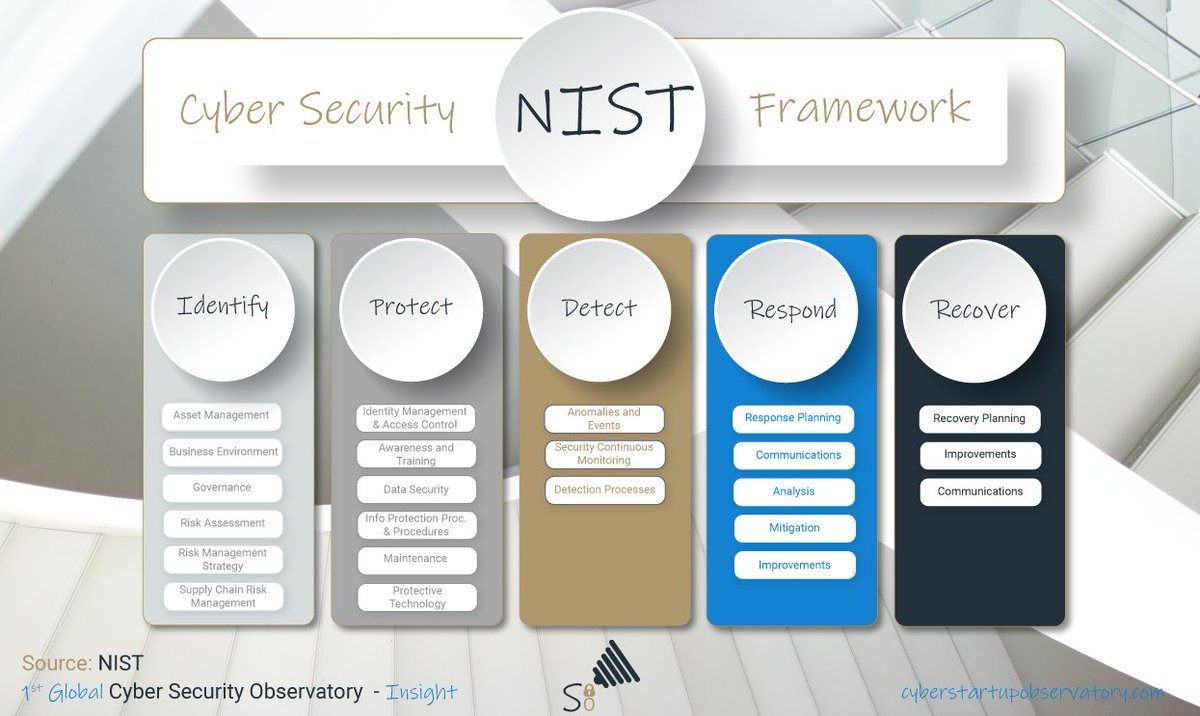 Cyber Security NIST Framework
Identify
Asset Management
Business Environment
Governance
Risk Assessment
Risk Management
Strategy
Supply Chain Risk
Management
Protect
Identity Management
& Access Control
Awareness and
Training
Data Security
Info Protection Proc.
& Procedures
Maintenance
Protective
Technology
Detect
Anomalies and
Events
Security Continuous
Monitoring
Detection Processes
Respond
Response Planning
Communications
Analysis
Mitigation
Improvements
Recover
Recovery Planning
Improvements
Communications
Source: NIST
1st Global Cyber Security Observatory - Insight
cyberstartupobservatory.com